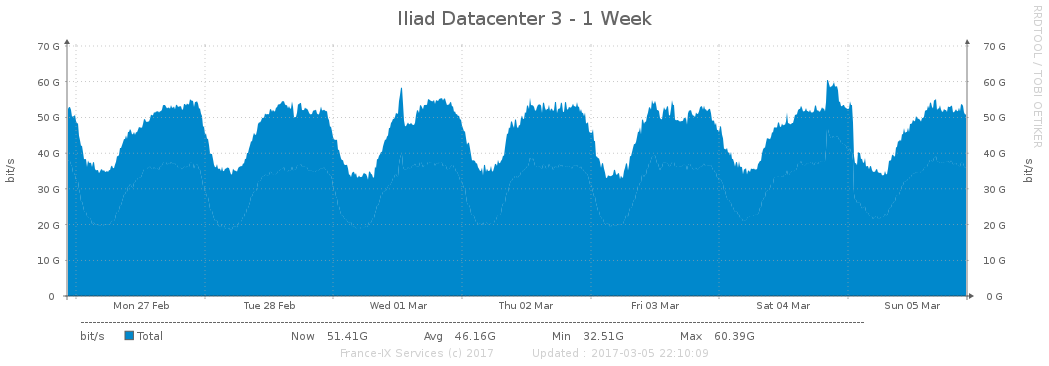 Iliad Datacenter 3 - 1 Week
RRDTOOL / TOBI OETIKER
70 G 70 G
60 G 60 G
50 G 50 G
40 G 40 G
30 G 30 G
20 G 20 G
10 G 10 G
0 0 G
bit/s bit/s
Mon 27 Feb Tue 28 Feb Wed 01 Mar Thu 02 Mar Fri 03 Mar Sat 04 Mar Sun 05 Mar
bit/s Total Now 51.41G Avg 46.16G Min 32.51G Max 60.39G
France-IX Services (c) 2017 Updated : 2017-03-05 22:10:09